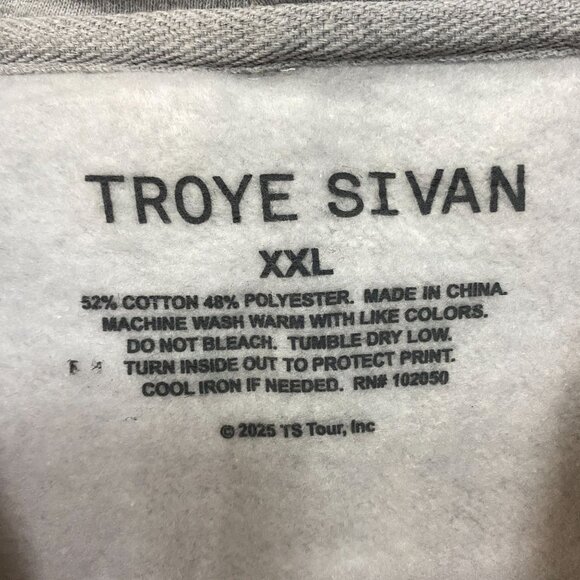 TROYE SIVAN
XXL
52% COTTON 48% POLYESTER. MADE IN CHINA.
MACHINE WASH WARM WITH LIKE COLORS.
DO NOT BLEACH. TUMBLE DRY LOW.
TURN INSIDE OUT TO PROTECT PRINT.
COOL IRON IF NEEDED. RN# 102050
© 2025 TS Tour, Inc